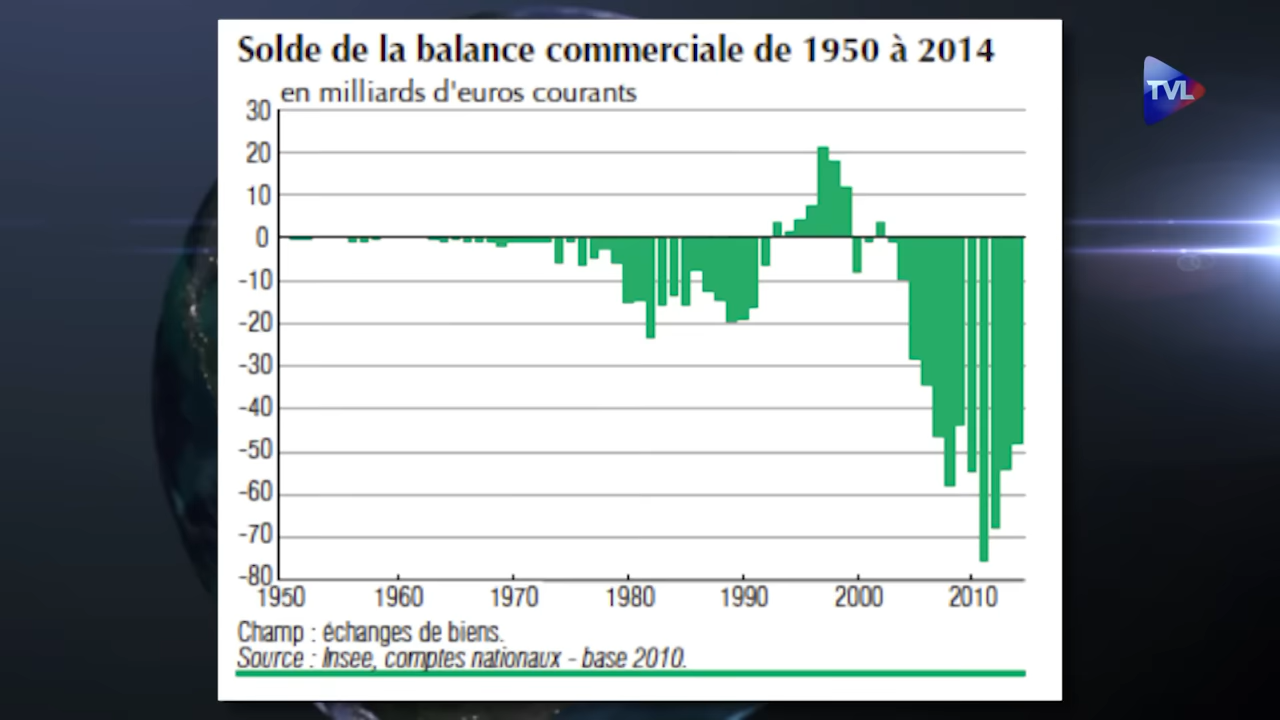 Solde de la balance commerciale de 1950 à 2014
TVL
en milliards d'euros courants
30
20
10
0
-10
-20
-30
-40
-50
-60
-70
-80
1950 1960 1970 1980 1990 2000 2010
Champ : échanges de biens.
Source : Insee, comptes nationaux - base 2010.